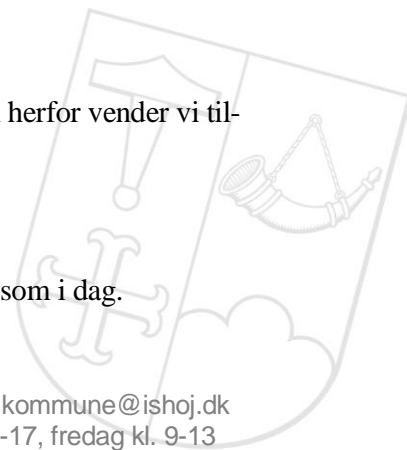 herfor vender vi til-
som i dag.
kommune@ishoj.dk
-17, fredag kl. 9-13